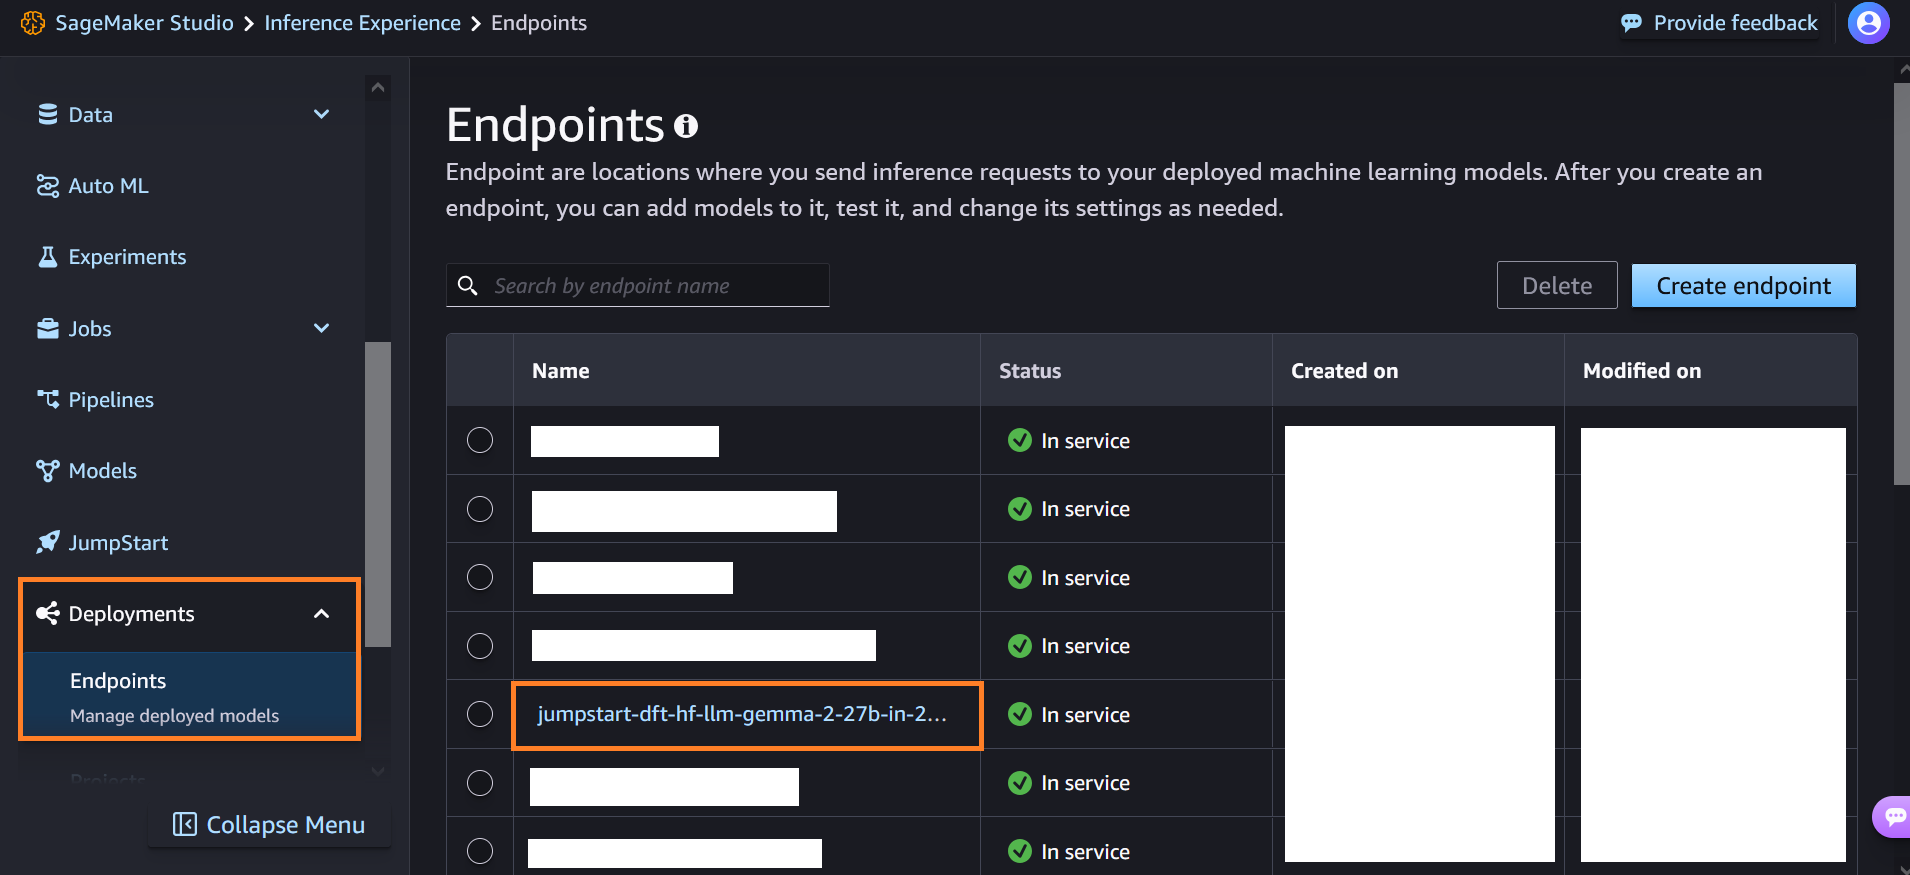 SageMaker Studio > Inference Experience > Endpoints
Provide feedback
Data
Auto ML
Experiments
Jobs
Pipelines
Models
JumpStart
Deployments
Endpoints
Manage deployed models
Projects
Collapse Menu
Endpoints
Endpoint are locations where you send inference requests to your deployed machine learning models. After you create an
endpoint, you can add models to it, test it, and change its settings as needed.
Search by endpoint name
Delete
Create endpoint
Name Status Created on Modified on
In service
In service
In service
In service
jumpstart-dft-hf-llm-gemma-2-27b-in-2... In service
In service
In service